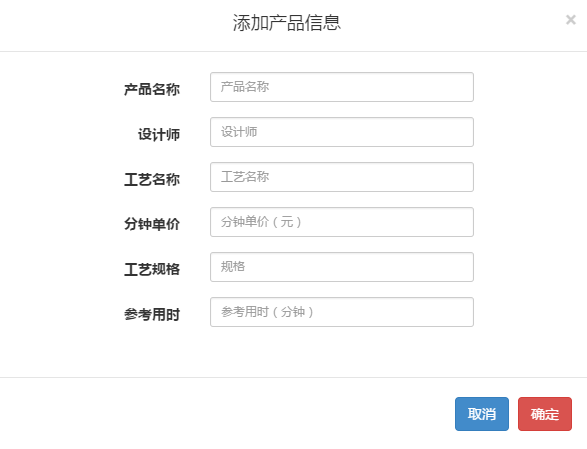 添加产品信息 ×
产品名称 产品名称
设计师 设计师
工艺名称 工艺名称
分钟单价 分钟单价（元）
工艺规格 规格
参考用时 参考用时（分钟）
取消 确定